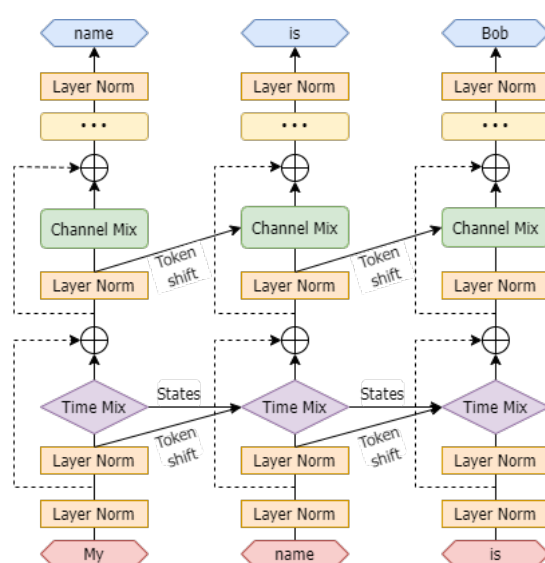 name is Bob
Layer Norm Layer Norm Layer Norm
••• ••• •••
Channel Mix Channel Mix Channel Mix
Token Token
shift shift
Layer Norm Layer Norm Layer Norm
States States
Time Mix Time Mix Time Mix
Token Token
shift shift
Layer Norm Layer Norm Layer Norm
Layer Norm Layer Norm Layer Norm
My name is